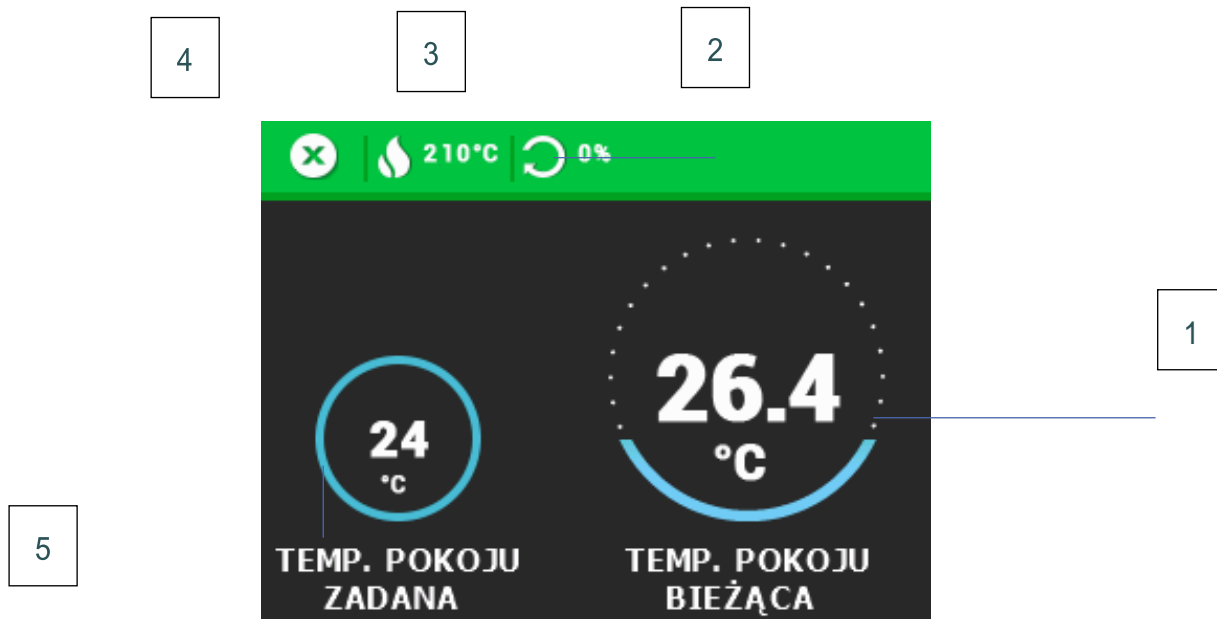 4
3
2
210°C
0%
1
26.4
°C
24
°C
5
TEMP. POKOJU
ZADANA
TEMP. POKOJU
BIEŻĄCA